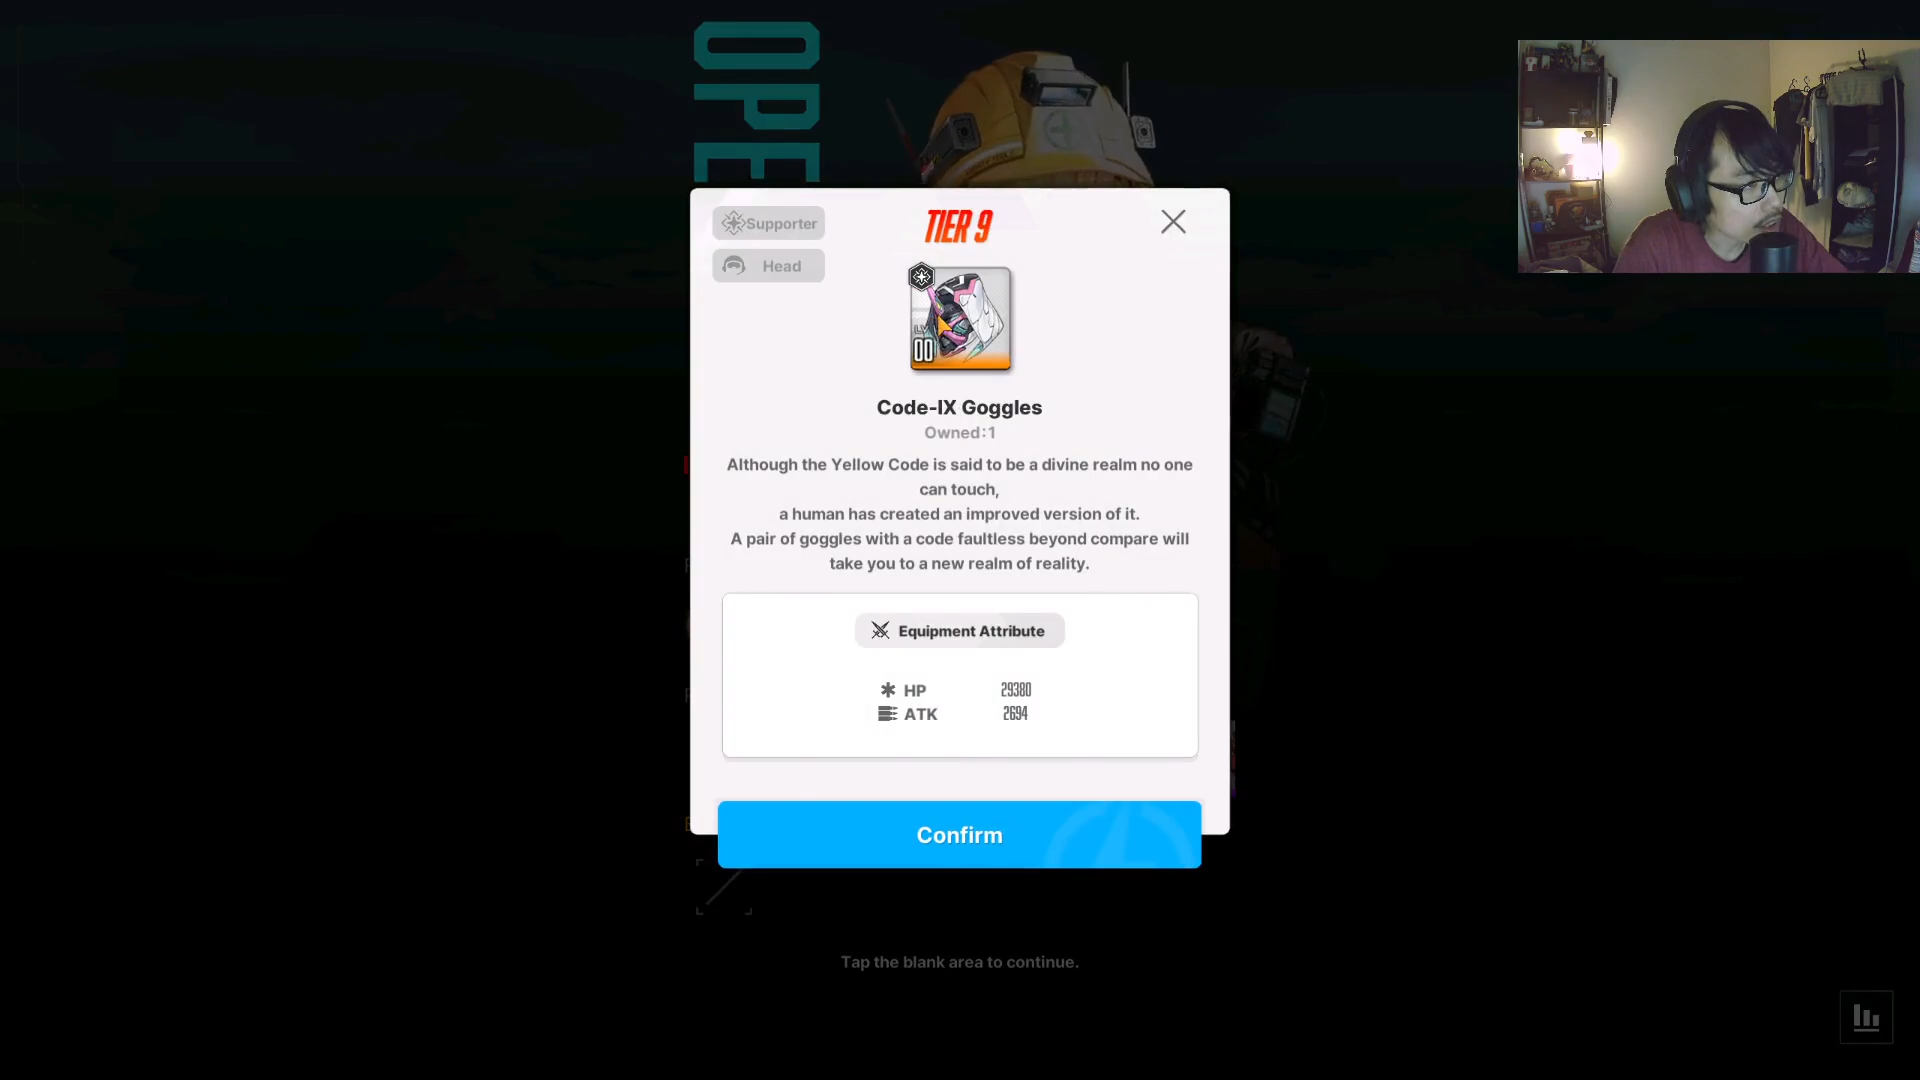 OPE
Supporter
TIER 9
Head
LV
00
Code-IX Goggles
Owned:1
Although the Yellow Code is said to be a divine realm no one
can touch,
a human has created an improved version of it.
A pair of goggles with a code faultless beyond compare will
take you to a new realm of reality.
Equipment Attribute
HP 29380
ATK 2694
Confirm
Tap the blank area to continue.